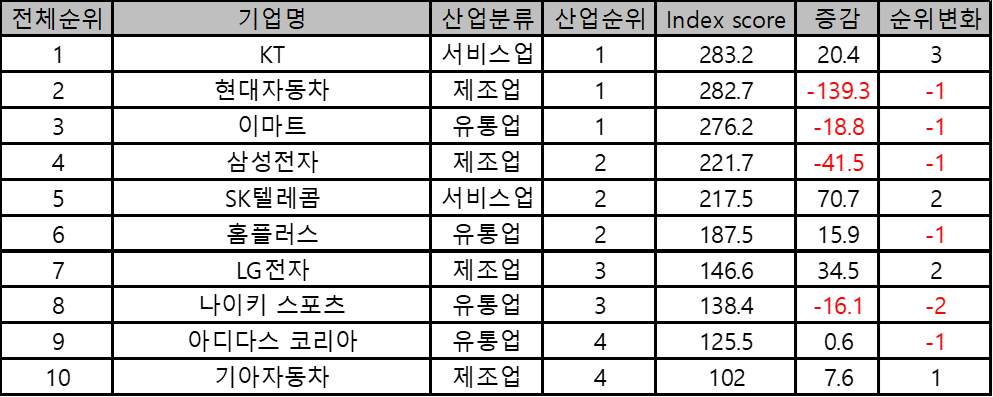 전체순위 기업명 산업분류 산업순위 Index score 증감 순위변화
1 KT 서비스업 1 283.2 20.4 3
2 현대자동차 제조업 1 282.7 -139.3 -1
3 이마트 유통업 1 276.2 -18.8 -1
4 삼성전자 제조업 2 221.7 -41.5 -1
5 SK텔레콤 서비스업 2 217.5 70.7 2
6 홈플러스 유통업 2 187.5 15.9 -1
7 LG전자 제조업 3 146.6 34.5 2
8 나이키 스포츠 유통업 3 138.4 -16.1 -2
9 아디다스 코리아 유통업 4 125.5 0.6 -1
10 기아자동차 제조업 4 102 7.6 1